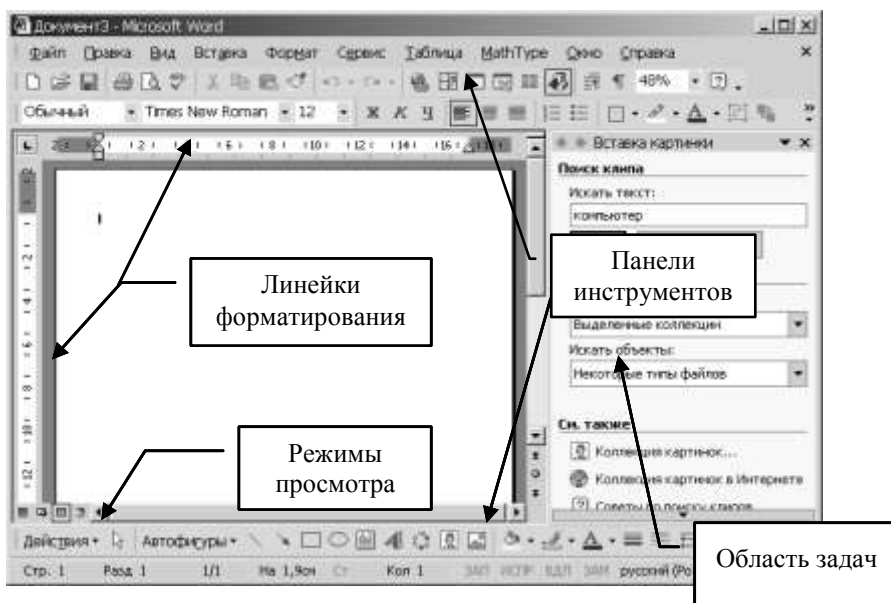 Документ3 - Microsoft Word
Файл Правка Вид Вставка Формат Сервис Таблица MathType Окно Справка
48%
Обычный Times New Roman 12 Ж К Ч
Вставка картинки
Поиск клипа
Искать текст:
компьютер
Линейки
форматирования
Панели
инструментов
Выделенные коллекции
Искать объекты:
Некоторые типы файлов
Режимы
просмотра
См. также
Коллекция картинок...
Коллекция картинок в Интернете
Советы по поиску клипов
Действия Автофигуры
Область задач
Стр. 1 Разд 1 1/1 На 1,9см Ст Кол 1 ЗАП ИСПР ВДЛ ЗАМ русский (Ро